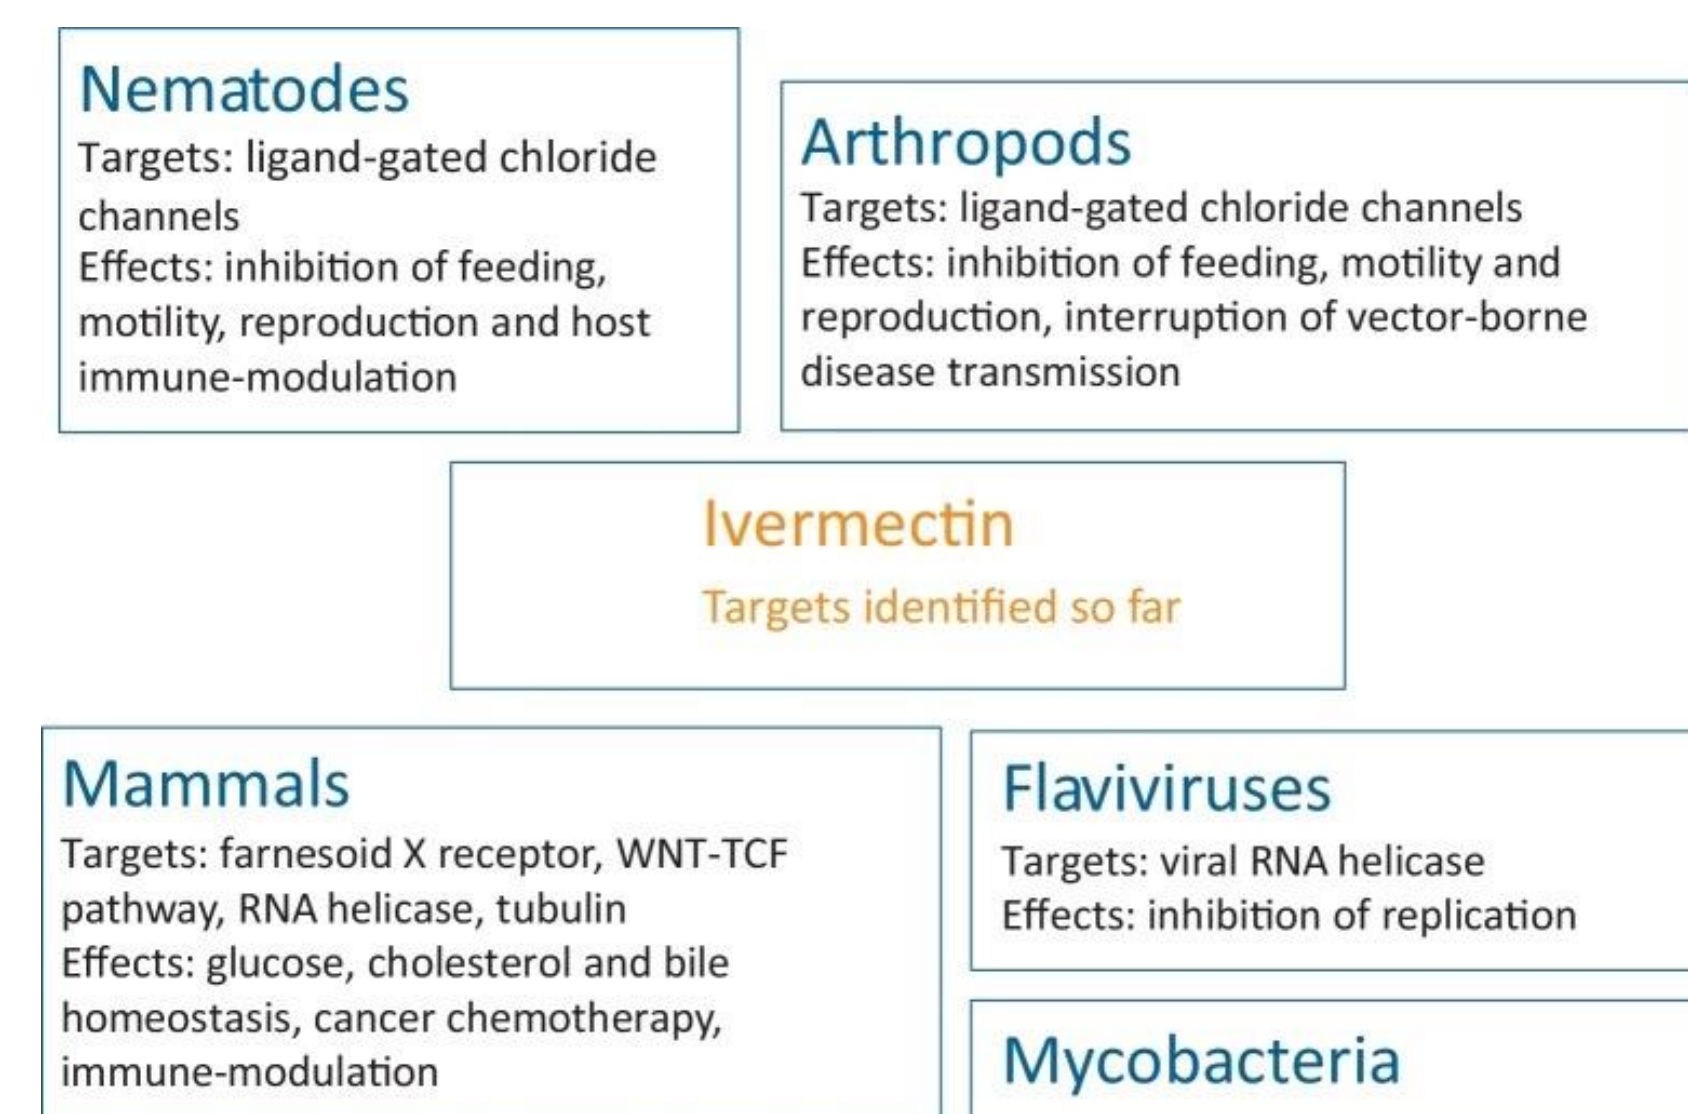 Nematodes
Targets: ligand-gated chloride
channels
Effects: inhibition of feeding,
motility, reproduction and host
immune-modulation
Arthropods
Targets: ligand-gated chloride channels
Effects: inhibition of feeding, motility and
reproduction, interruption of vector-borne
disease transmission
Ivermectin
Targets identified so far
Mammals
Targets: farnesoid X receptor, WNT-TCF
pathway, RNA helicase, tubulin
Effects: glucose, cholesterol and bile
homeostasis, cancer chemotherapy,
immune-modulation
Flaviviruses
Targets: viral RNA helicase
Effects: inhibition of replication
Mycobacteria